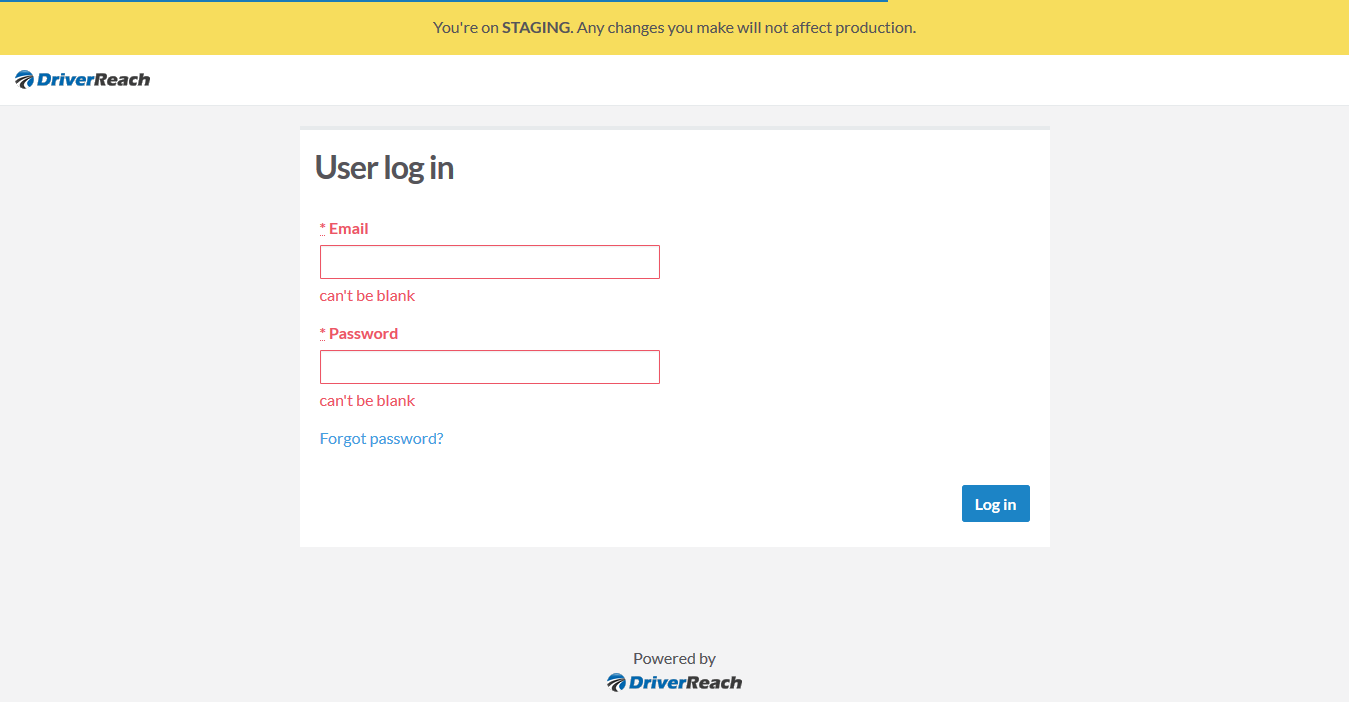 You're on STAGING. Any changes you make will not affect production.
DriverReach
User log in
* Email
can't be blank
* Password
can't be blank
Forgot password?
Log in
Powered by
DriverReach